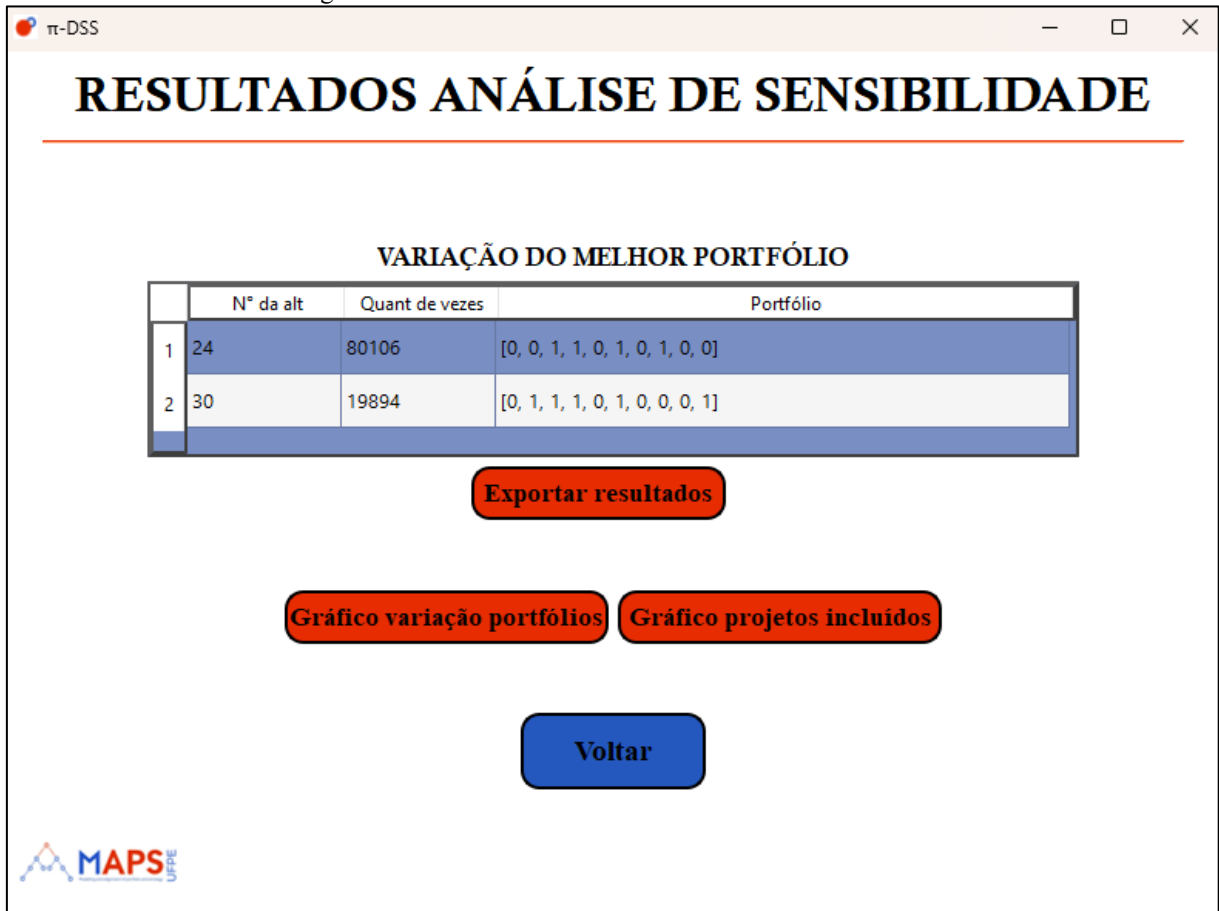 π-DSS
RESULTADOS ANÁLISE DE SENSIBILIDADE
VARIAÇÃO DO MELHOR PORTFÓLIO
N° da alt Quant de vezes Portfólio
1 24 80106 [0, 0, 1, 1, 0, 1, 0, 1, 0, 0]
2 30 19894 [0, 1, 1, 1, 0, 1, 0, 0, 0, 1]
Exportar resultados
Gráfico variação portfólios Gráfico projetos incluídos
Voltar
MAPS UFPE